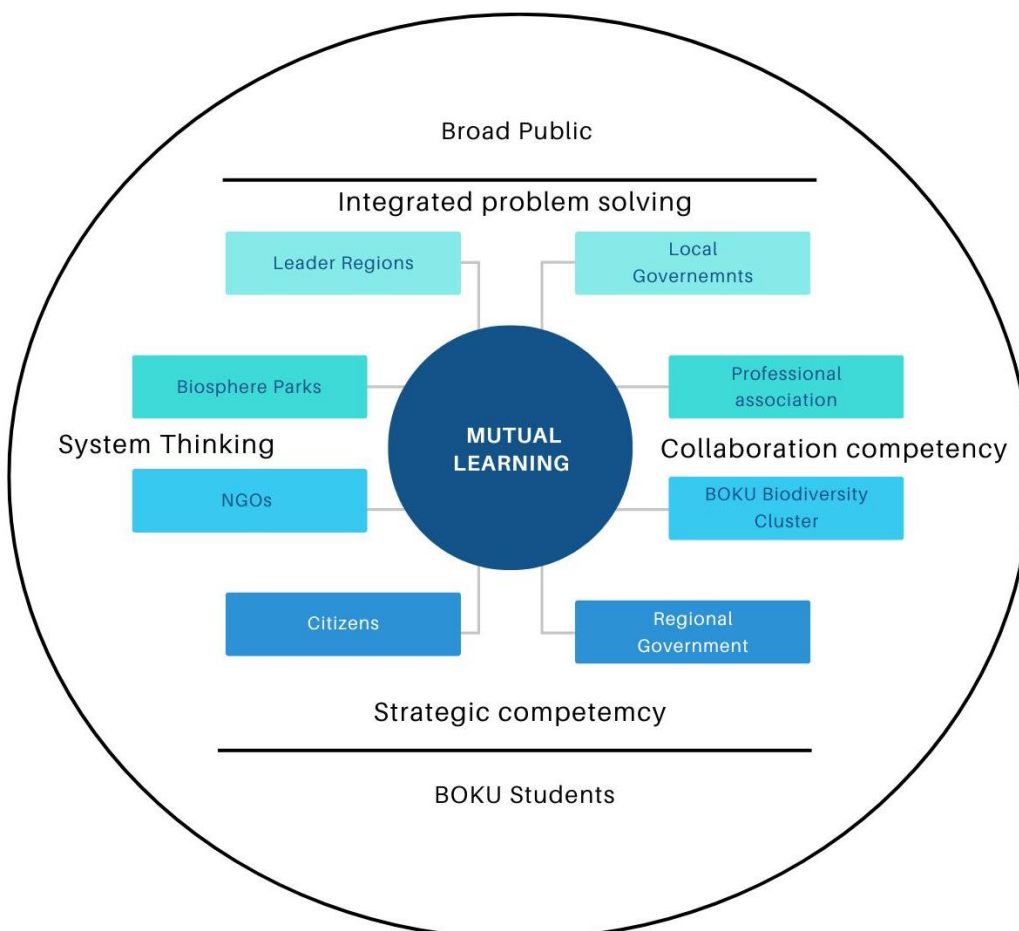 Broad Public
Integrated problem solving
Leader Regions
Local
Governemnts
Biosphere Parks
Professional
association
MUTUAL
LEARNING
System Thinking
Collaboration competency
NGOs
BOKU Biodiversity
Cluster
Citizens
Regional
Government
Strategic competemcy
BOKU Students